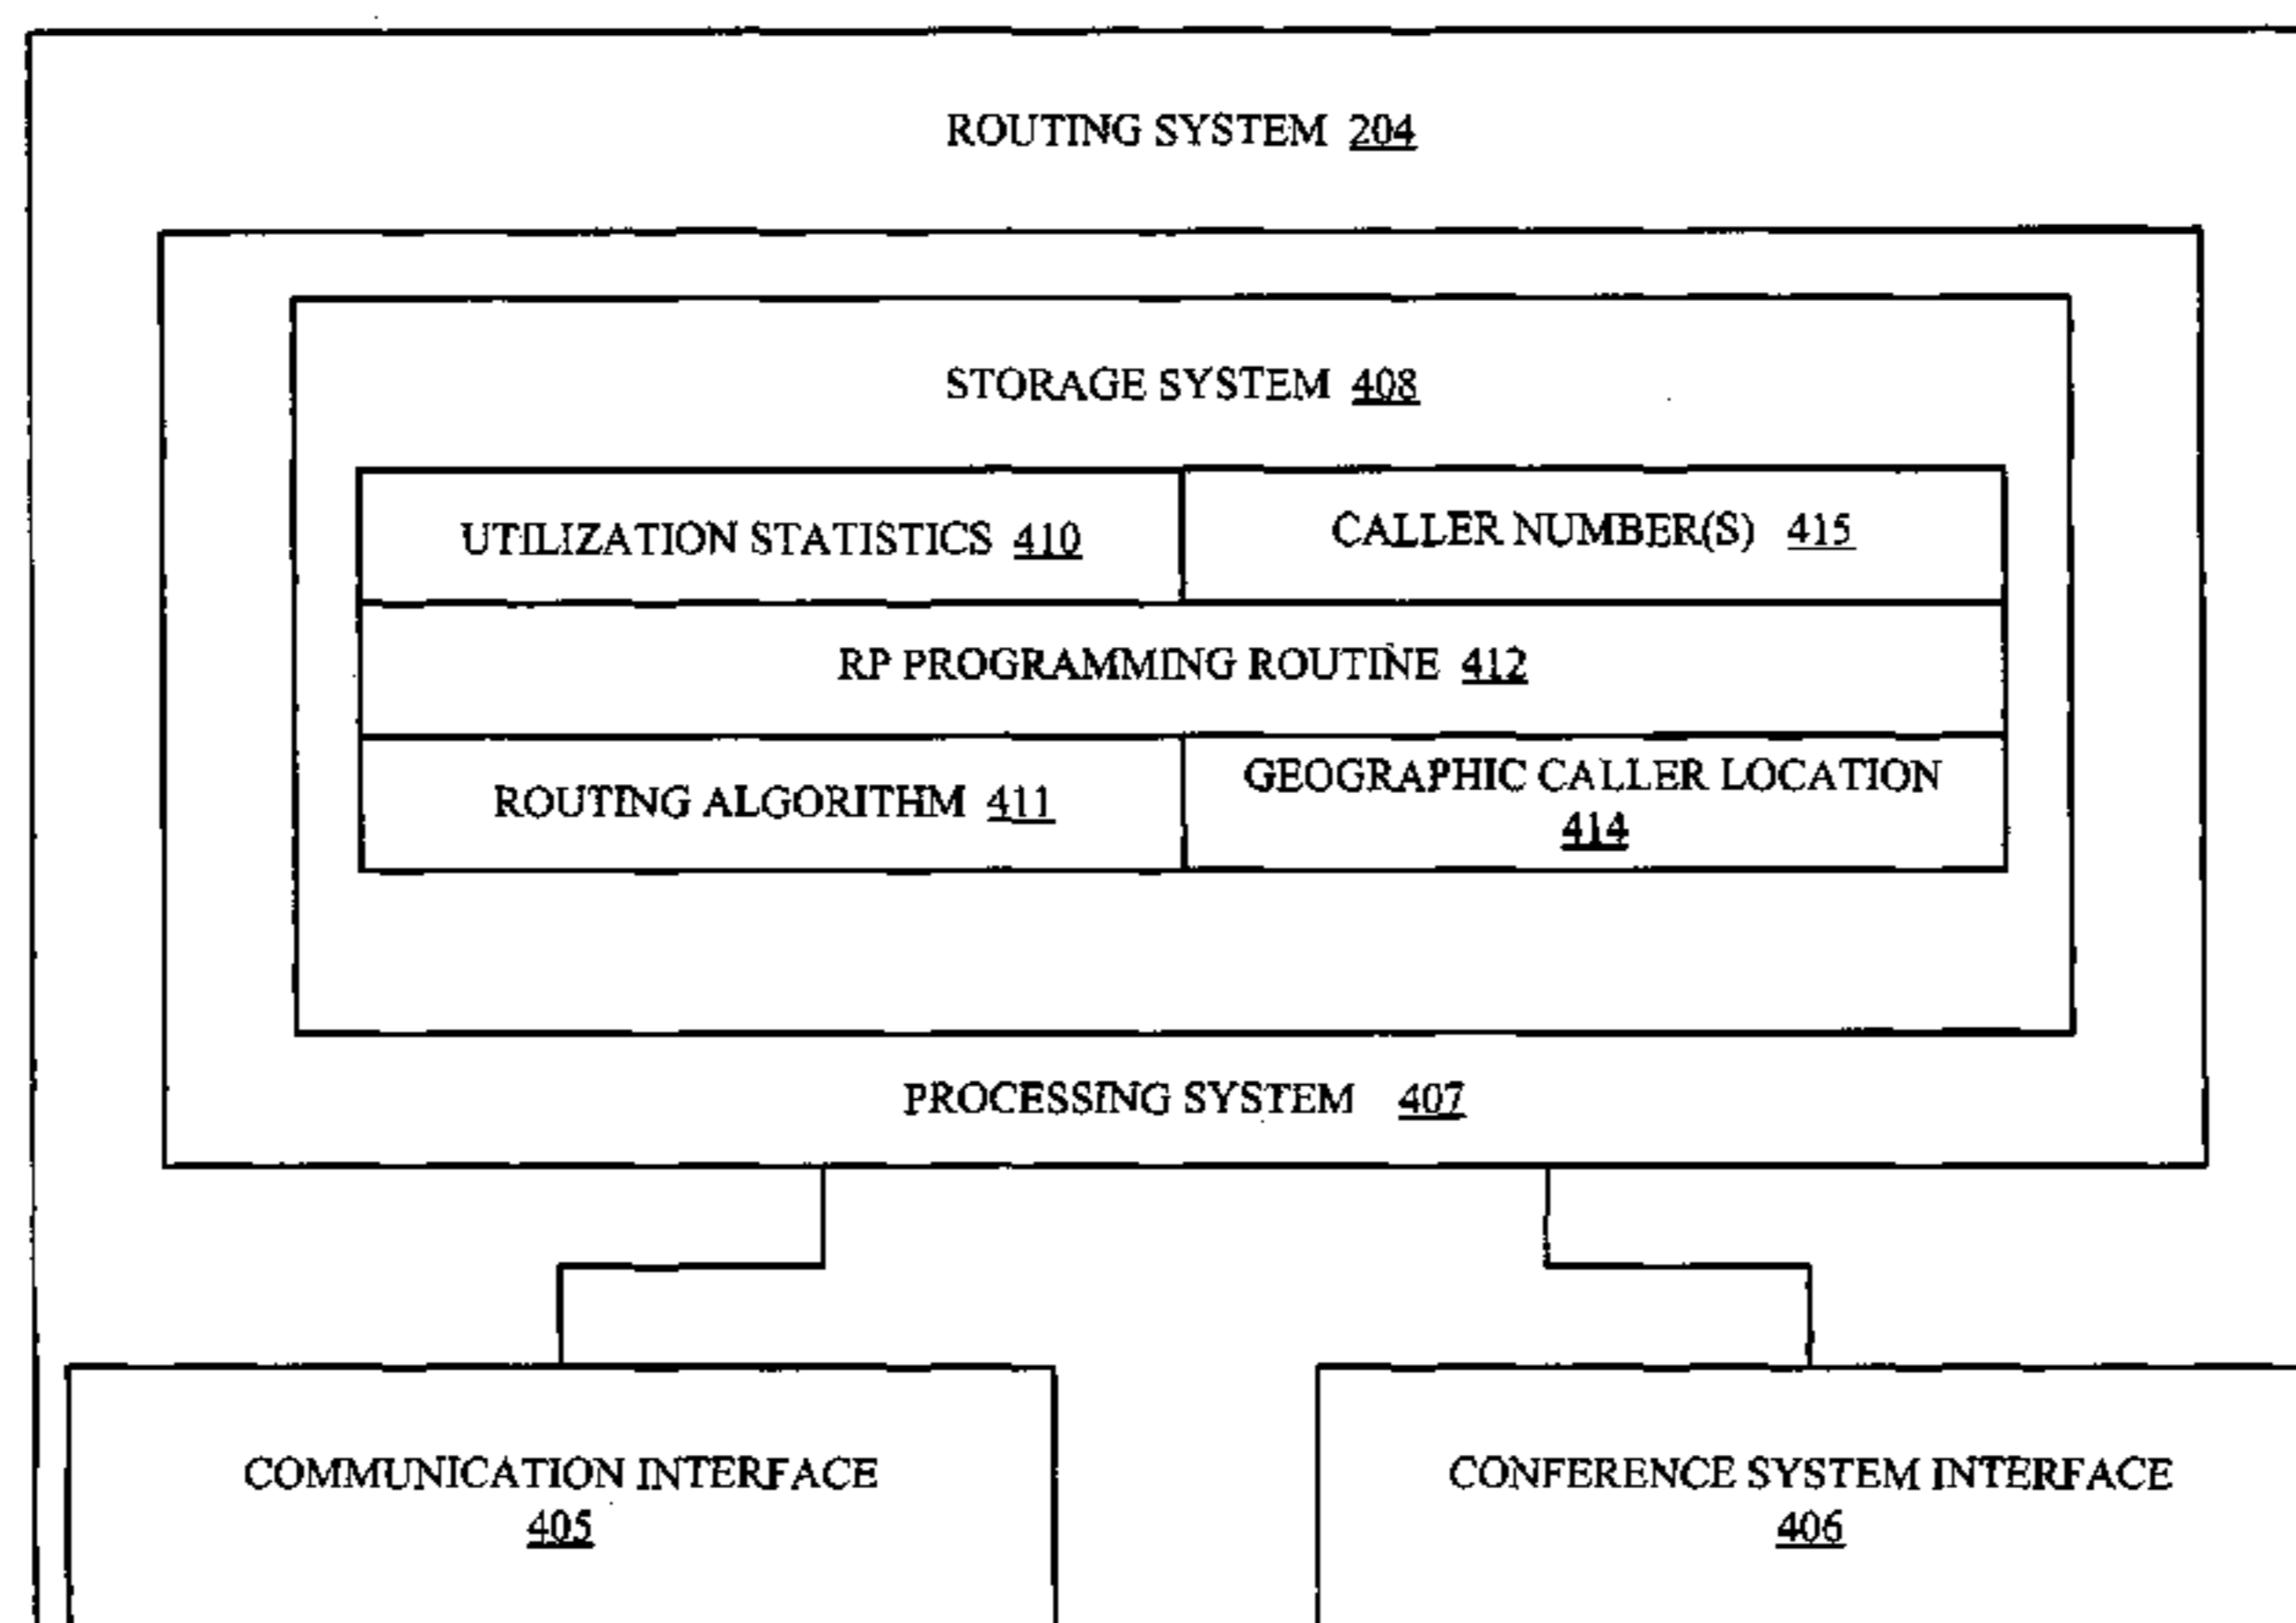 ROUTING SYSTEM 204
STORAGE SYSTEM 408
UTILIZATION STATISTICS 410
CALLER NUMBER(S) 415
RP PROGRAMMING ROUTINE 412
ROUTING ALGORITHM 411
GEOGRAPHIC CALLER LOCATION
414
PROCESSING SYSTEM 407
COMMUNICATION INTERFACE
405
CONFERENCE SYSTEM INTERFACE
406